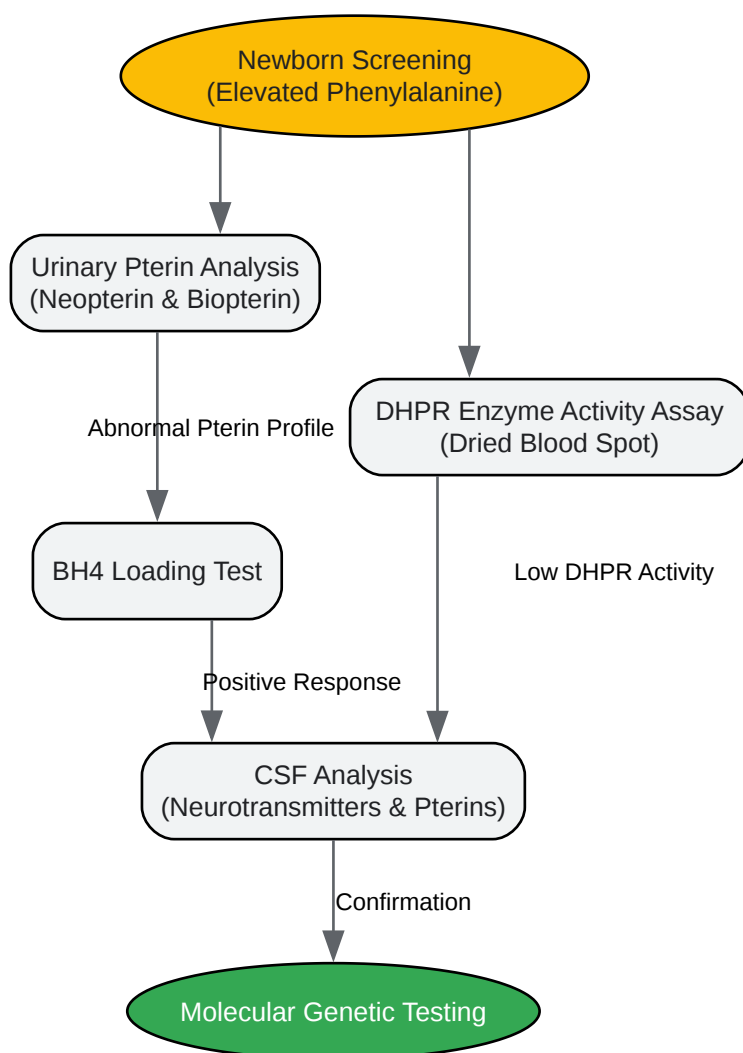 Newborn Screening
(Elevated Phenylalanine)
Urinary Pterin Analysis
(Neopterin & Biopterin)
DHPR Enzyme Activity Assay
(Dried Blood Spot)
Abnormal Pterin Profile
BH4 Loading Test
Low DHPR Activity
Positive Response
CSF Analysis
(Neurotransmitters & Pterins)
Confirmation
Molecular Genetic Testing